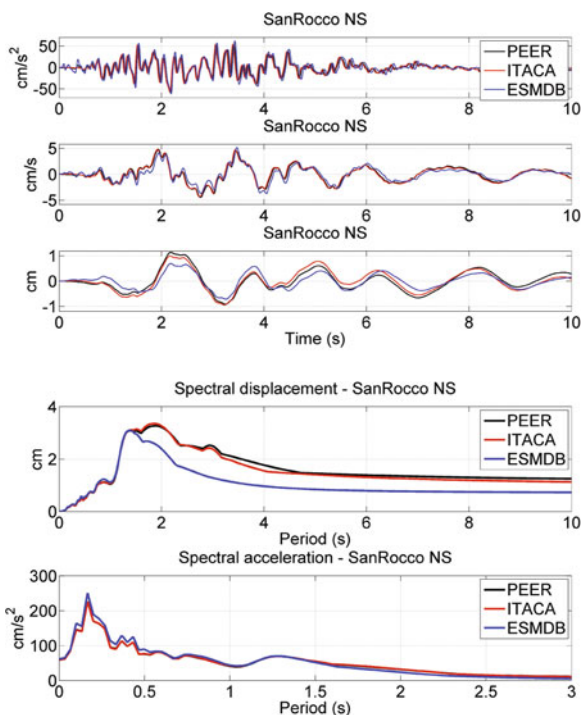 SanRocco NS
cm/s²
50
0
-50
PEER
ITACA
ESMDB
0 2 4 6 8 10
SanRocco NS
cm/s
5
0
-5
0 2 4 6 8 10
SanRocco NS
cm
1
0
-1
0 2 4 6 8 10
Time (s)
Spectral displacement - SanRocco NS
cm
4
2
0
PEER
ITACA
ESMDB
0 2 4 6 8 10
Period (s)
Spectral acceleration - SanRocco NS
cm/s²
300
200
100
0
PEER
ITACA
ESMDB
0 0.5 1 1.5 2 2.5 3
Period (s)